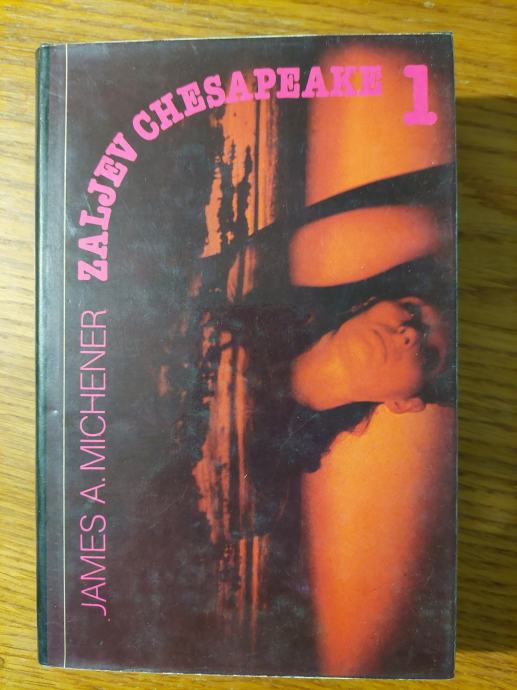 JAMES A. MICHENER
ZALJEV CHESAPEAKE 1